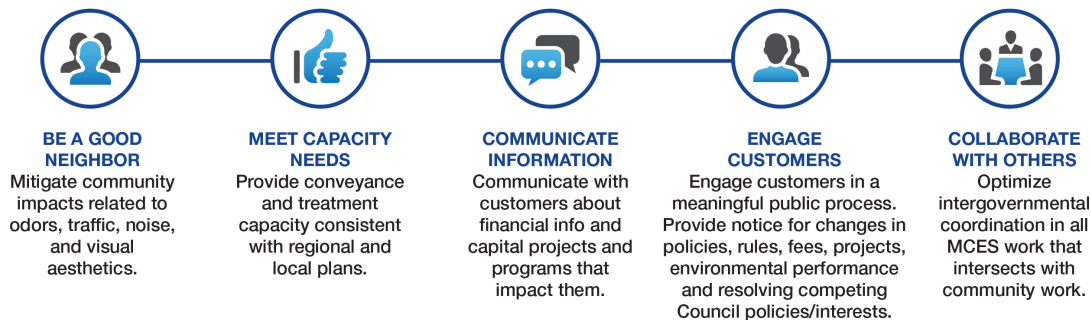 BE A GOOD
NEIGHBOR
Mitigate community
impacts related to
odors, traffic, noise,
and visual
aesthetics.
MEET CAPACITY
NEEDS
Provide conveyance
and treatment
capacity consistent
with regional and
local plans.
COMMUNICATE
INFORMATION
Communicate with
customers about
financial info and
capital projects and
programs that
impact them.
ENGAGE
CUSTOMERS
Engage customers in a
meaningful public process.
Provide notice for changes in
policies, rules, fees, projects,
environmental performance
and resolving competing
Council policies/interests.
COLLABORATE
WITH OTHERS
Optimize
intergovernmental
coordination in all
MCES work that
intersects with
community work.